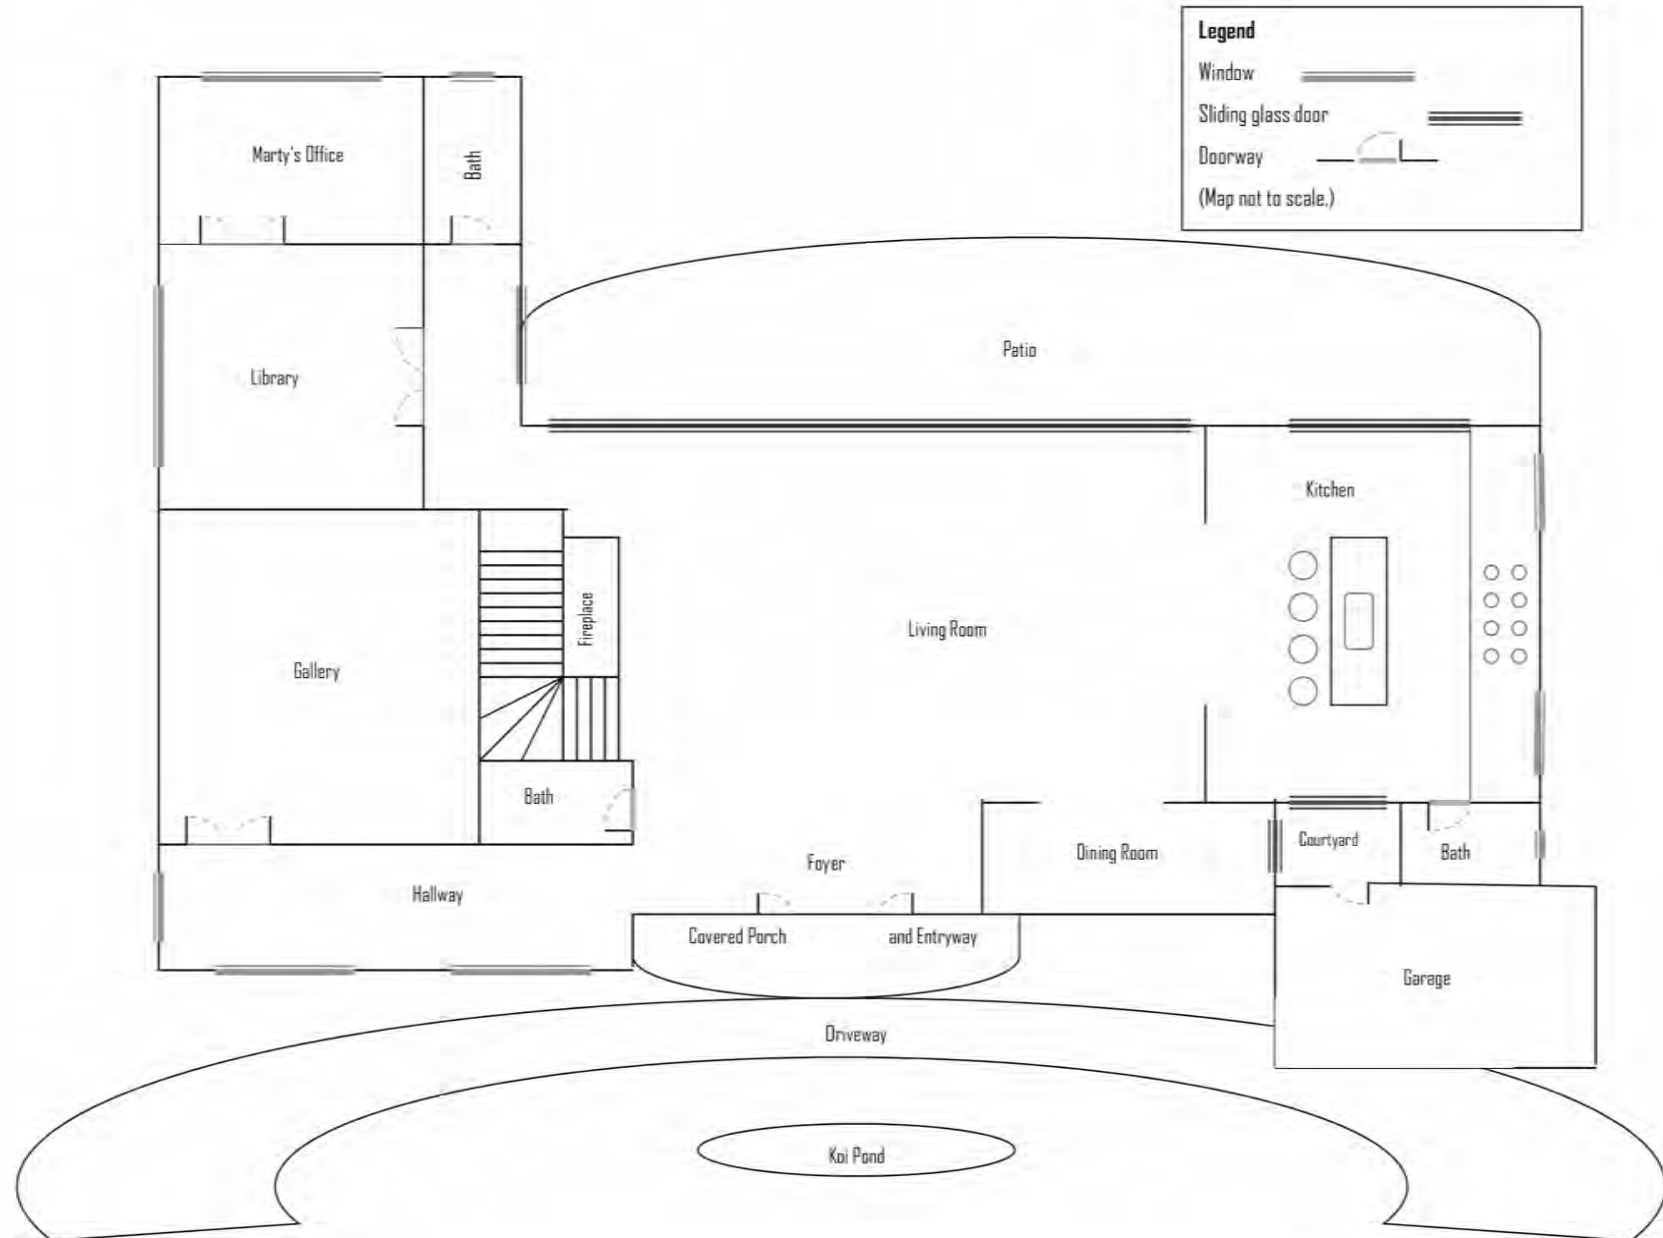 Legend
Window
Sliding glass door
Doorway
(Map not to scale.)
Marty's Office
Bath
Patio
Library
Kitchen
Fireplace
Living Room
Gallery
Bath
Courtyard
Dining Room
Bath
Foyer
Hallway
Covered Porch and Entryway
Garage
Driveway
Koi Pond